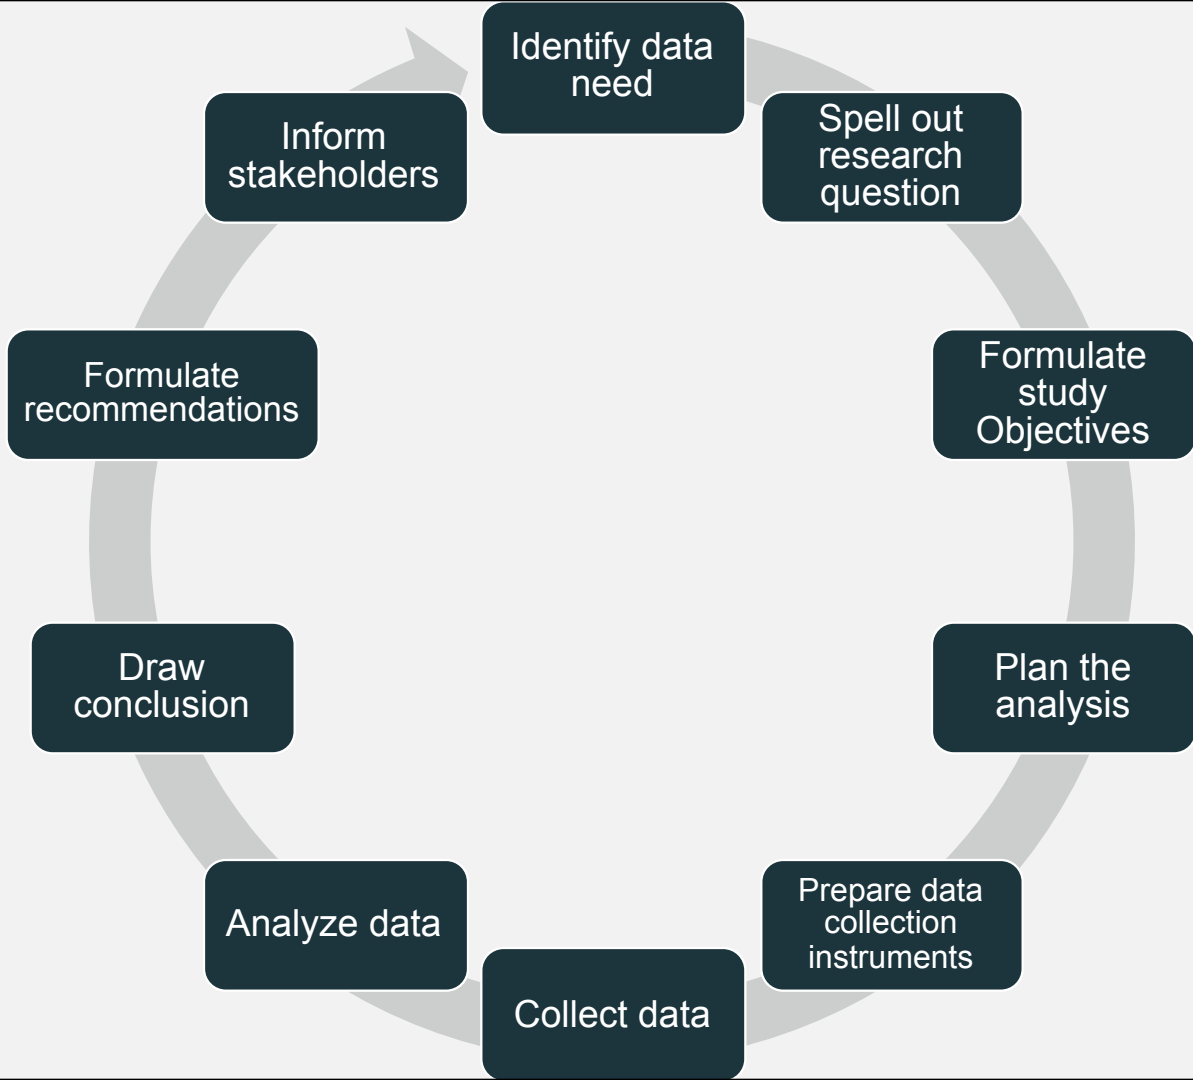 Identify data
need
Spell out
research
question
Formulate
study
Objectives
Plan the
analysis
Prepare data
collection
instruments
Collect data
Analyze data
Draw
conclusion
Formulate
recommendations
Inform
stakeholders